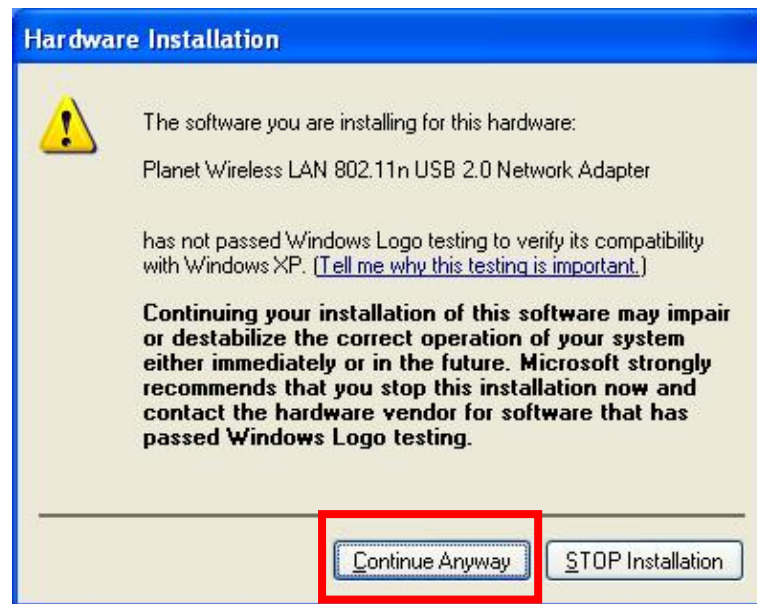 Hardware Installation
The software you are installing for this hardware:
Planet Wireless LAN 802.11n USB 2.0 Network Adapter
has not passed Windows Logo testing to verify its compatibility
with Windows XP. (Tell me why this testing is important.)
Continuing your installation of this software may impair
or destabilize the correct operation of your system
either immediately or in the future. Microsoft strongly
recommends that you stop this installation now and
contact the hardware vendor for software that has
passed Windows Logo testing.
Continue Anyway STOP Installation